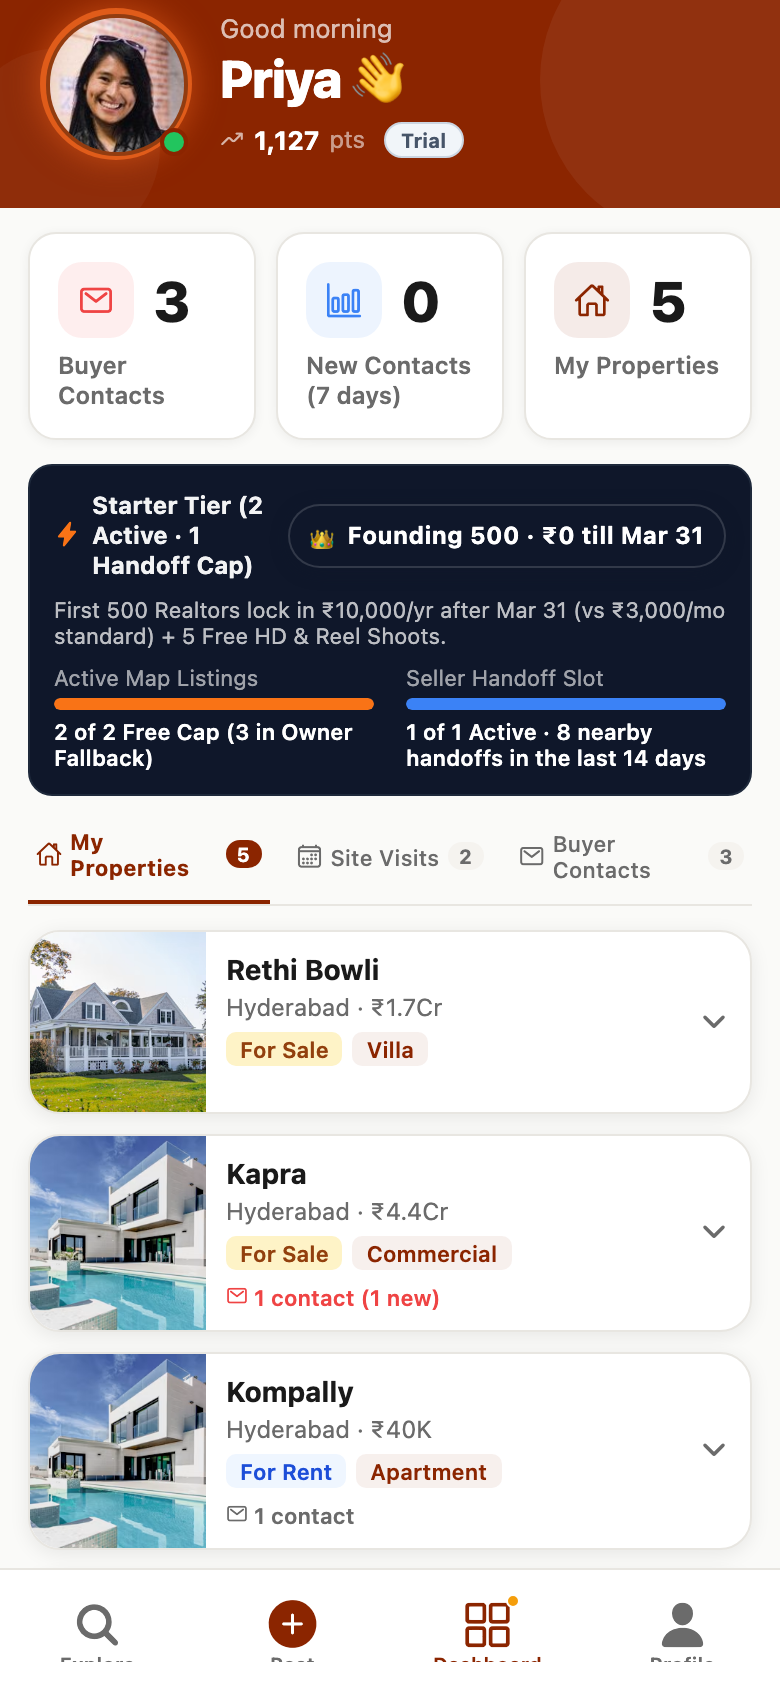 Good morning
Priya 👋
1,127 pts Trial
3
Buyer
Contacts
0
New Contacts
(7 days)
5
My Properties
Starter Tier (2
Active · 1
Handoff Cap)
👑 Founding 500 · ₹0 till Mar 31
First 500 Realtors lock in ₹10,000/yr after Mar 31 (vs ₹3,000/mo
standard) + 5 Free HD & Reel Shoots.
Active Map Listings
2 of 2 Free Cap (3 in Owner
Fallback)
Seller Handoff Slot
1 of 1 Active · 8 nearby
handoffs in the last 14 days
My
Properties
5
Site Visits 2
Buyer
Contacts
3
Rethi Bowli
Hyderabad · ₹1.7Cr
For Sale Villa
Kapra
Hyderabad · ₹4.4Cr
For Sale Commercial
1 contact (1 new)
Kompally
Hyderabad · ₹40K
For Rent Apartment
1 contact
Explore Post Dashboard Profile